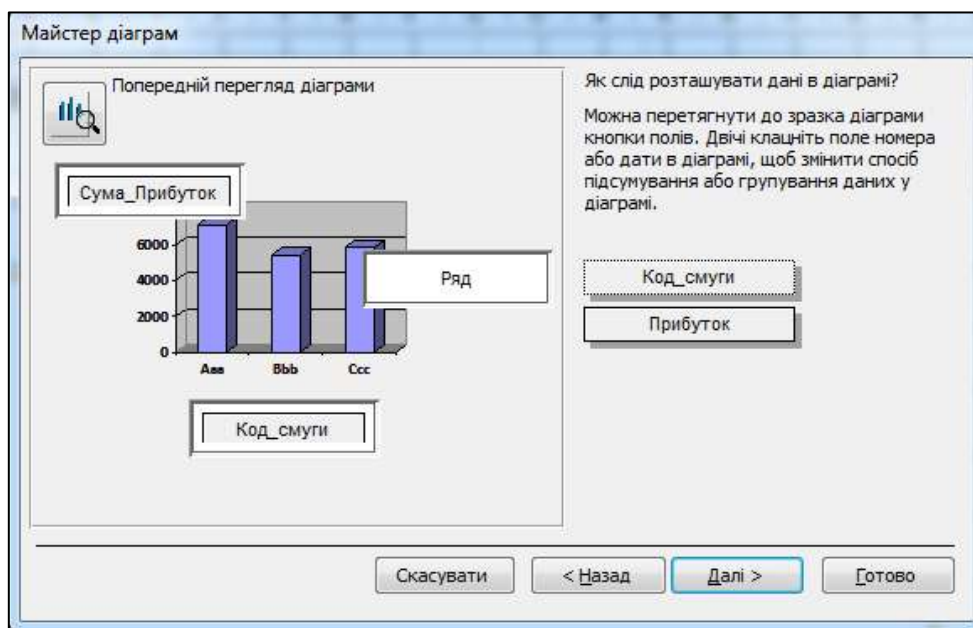 Майстер діаграм
Попередній перегляд діаграми
Сума_Прибуток
6000
4000
2000
0
Ряд
Aaa
Bbb
Ccc
Код_смуги
Як слід розташувати дані в діаграмі?
Можна перетягнути до зразка діаграми
кнопки полів. Двічі клацніть поле номера
або дати в діаграмі, щоб змінити спосіб
підсумування або групування даних у
діаграмі.
Код_смуги
Прибуток
Скасувати
< Назад
Далі >
Готово